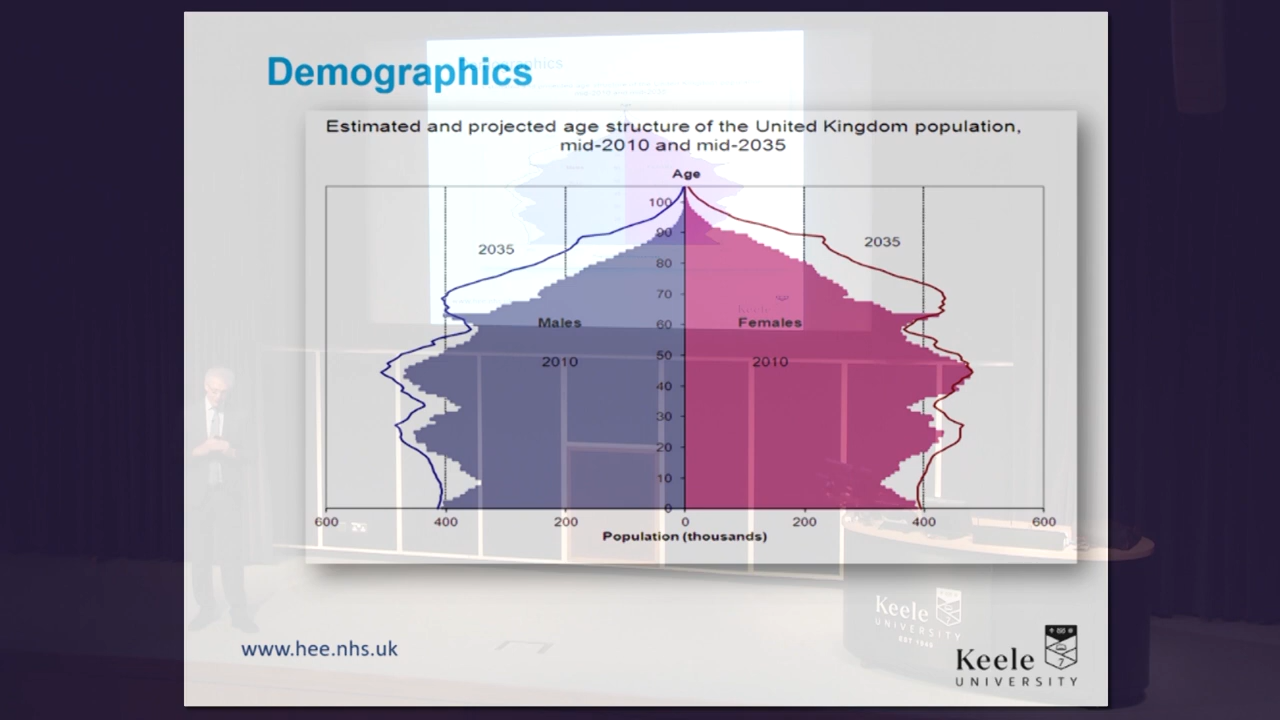 Demographics
Estimated and projected age structure of the United Kingdom population,
mid-2010 and mid-2035
Age
100
90
2035
2035
80
70
60
Males
Females
50
2010
2010
40
30
20
10
0
600
400
200
0
200
400
600
Population (thousands)
Keele
UNIVERSITY
EST 1949
www.hee.nhs.uk
Keele
UNIVERSITY